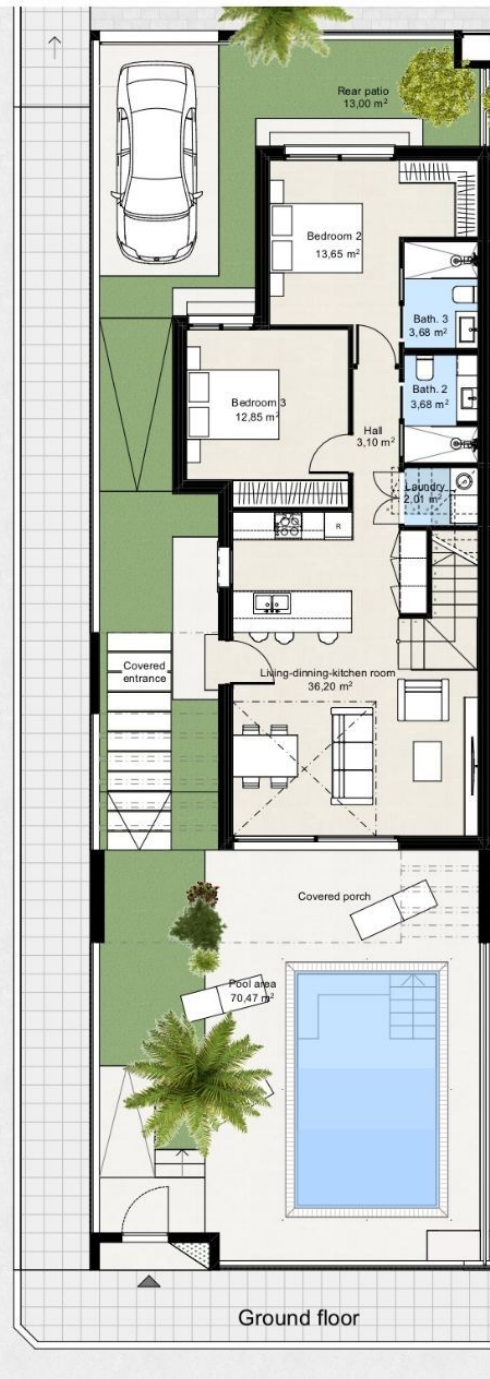 Rear patio
13,00 m²
Bedroom 2
13,65 m²
Bath. 3
3,68 m²
Bath. 2
3,68 m²
Bedroom 3
12,85 m²
Hall
3,10 m²
Laundry
2,01 m²
R
Covered
entrance
Living-dinning-kitchen room
36,20 m²
Covered porch
Pool area
70,47 m²
Ground floor